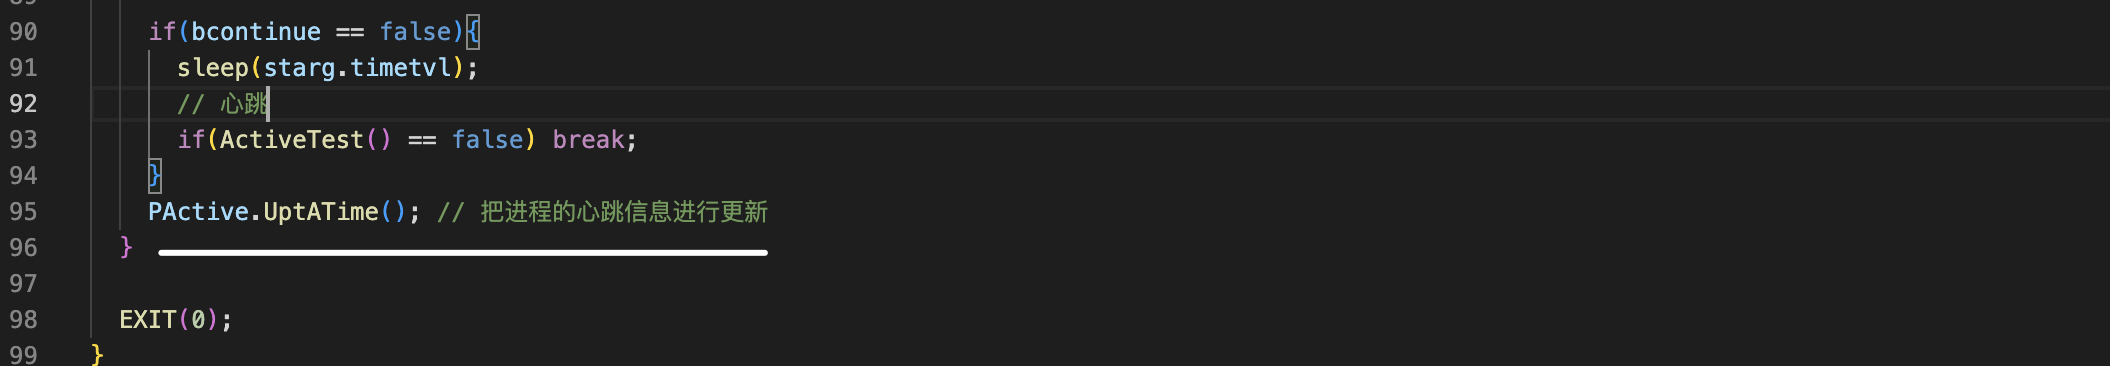 90 if(bcontinue == false){
91 sleep(starg.timetvl);
92 // 心跳
93 if(ActiveTest() == false) break;
94 }
95 PActive.UptATime(); // 把进程的心跳信息进行更新
96 }
97
98 EXIT(0);
99 }